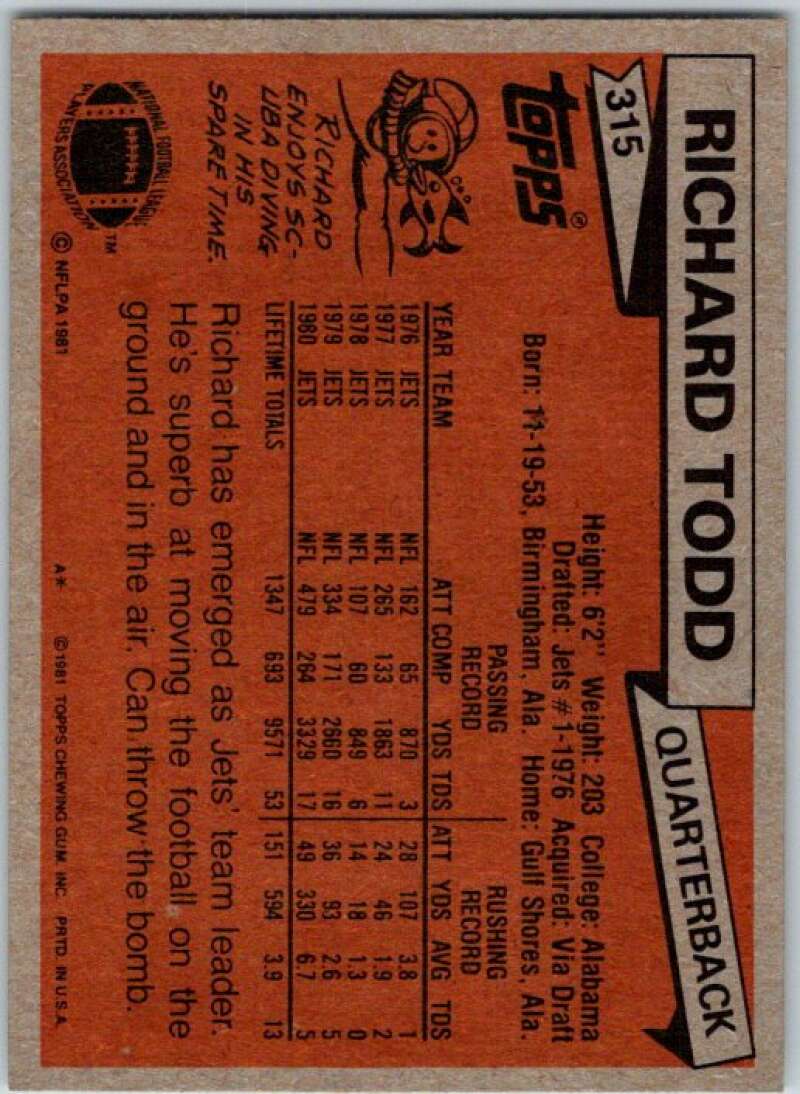 315
RICHARD TODD
QUARTERBACK
TOPPS®
Height: 6'2" Weight: 203 College: Alabama
Drafted: Jets #1-1976 Acquired: Via Draft
Born: 11-19-53, Birmingham, Ala. Home: Gulf Shores, Ala.
PASSING RECORD RUSHING RECORD
YEAR TEAM ATT COMP YDS TDS ATT YDS AVG TDS
1976 JETS NFL 162 65 870 3 28 107 3.8 1
1977 JETS NFL 265 133 1863 11 24 46 1.9 2
1978 JETS NFL 107 60 849 6 14 18 1.3 0
1979 JETS NFL 334 171 2660 16 36 93 2.6 5
1980 JETS NFL 479 264 3329 17 49 330 6.7 5
LIFETIME TOTALS 1347 693 9571 53 151 594 3.9 13
RICHARD
ENJOYS SC-
UBA DIVING
IN HIS
SPARE TIME.
Richard has emerged as Jets' team leader.
He's superb at moving the football on the
ground and in the air. Can throw the bomb.
NATIONAL FOOTBALL LEAGUE
PLAYERS ASSOCIATION
TM
© NFLPA 1981
A* ©1981 TOPPS CHEWING GUM, INC. PRTD. IN U.S.A.